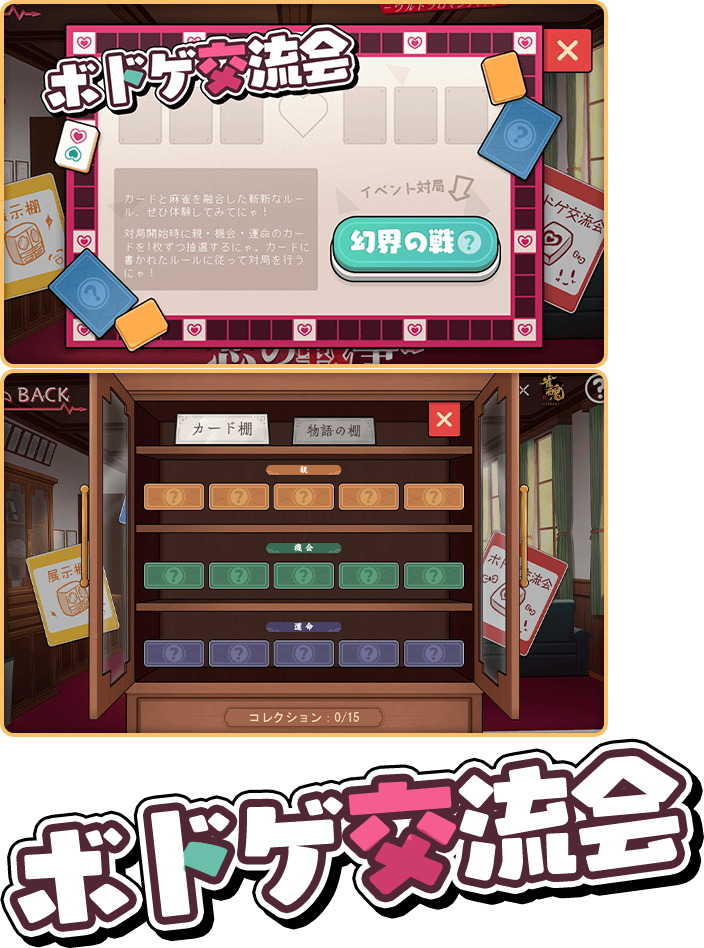 ボドゲ交流会
カードと麻雀を融合した斬新なルー
ル、ぜひ体験してみてにゃ！
対局開始時に親・機会・運命のカー
ドを1枚ずつ抽選するにゃ。カードに
書かれたルールに従って対局を行う
にゃ！
イベント対局
幻界の戦?
展示棚
ドゲ交流会
BACK
カード棚
物語の棚
親
機会
運命
展示棚
ボドゲ交流会
コレクション：0/15
ボドゲ交流会